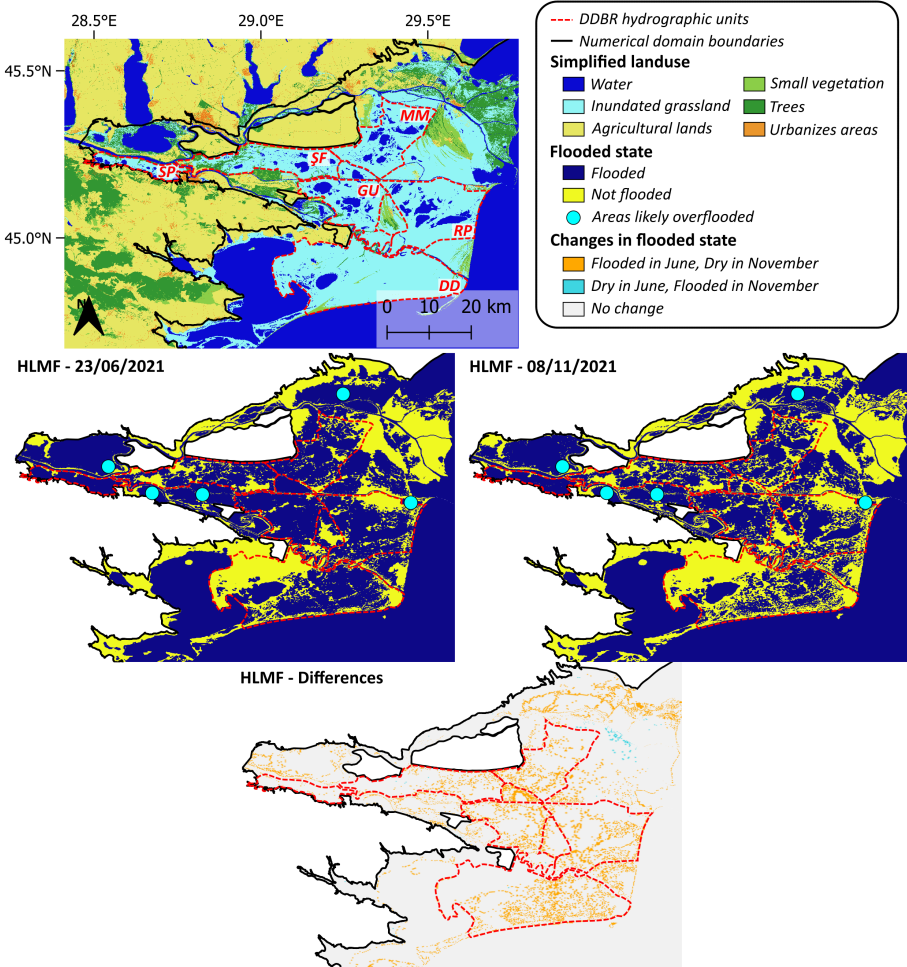 28.5°E 29.0°E 29.5°E
45.5°N
45.0°N
MM
ŞF
SP
GU
RP
DD
N
0 10 20 km
DDBR hydrographic units
Numerical domain boundaries
Simplified landuse
Water
Small vegetation
Inundated grassland
Trees
Agricultural lands
Urbanizes areas
Flooded state
Flooded
Not flooded
Areas likely overflooded
Changes in flooded state
Flooded in June, Dry in November
Dry in June, Flooded in November
No change
HLMF - 23/06/2021
HLMF - 08/11/2021
HLMF - Differences